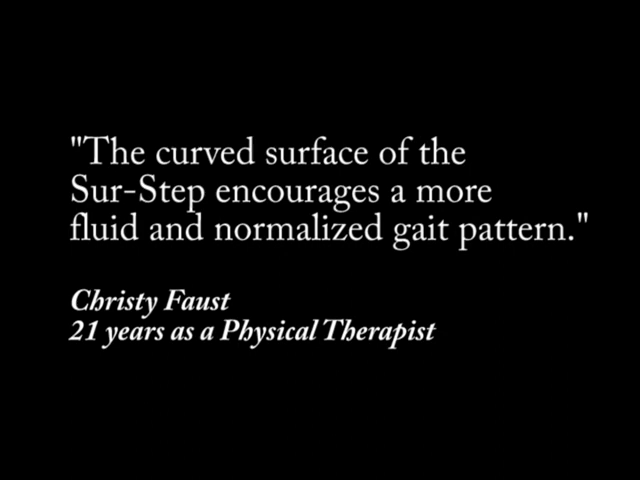 "The curved surface of the
Sur-Step encourages a more
fluid and normalized gait pattern."
Christy Faust
21 years as a Physical Therapist